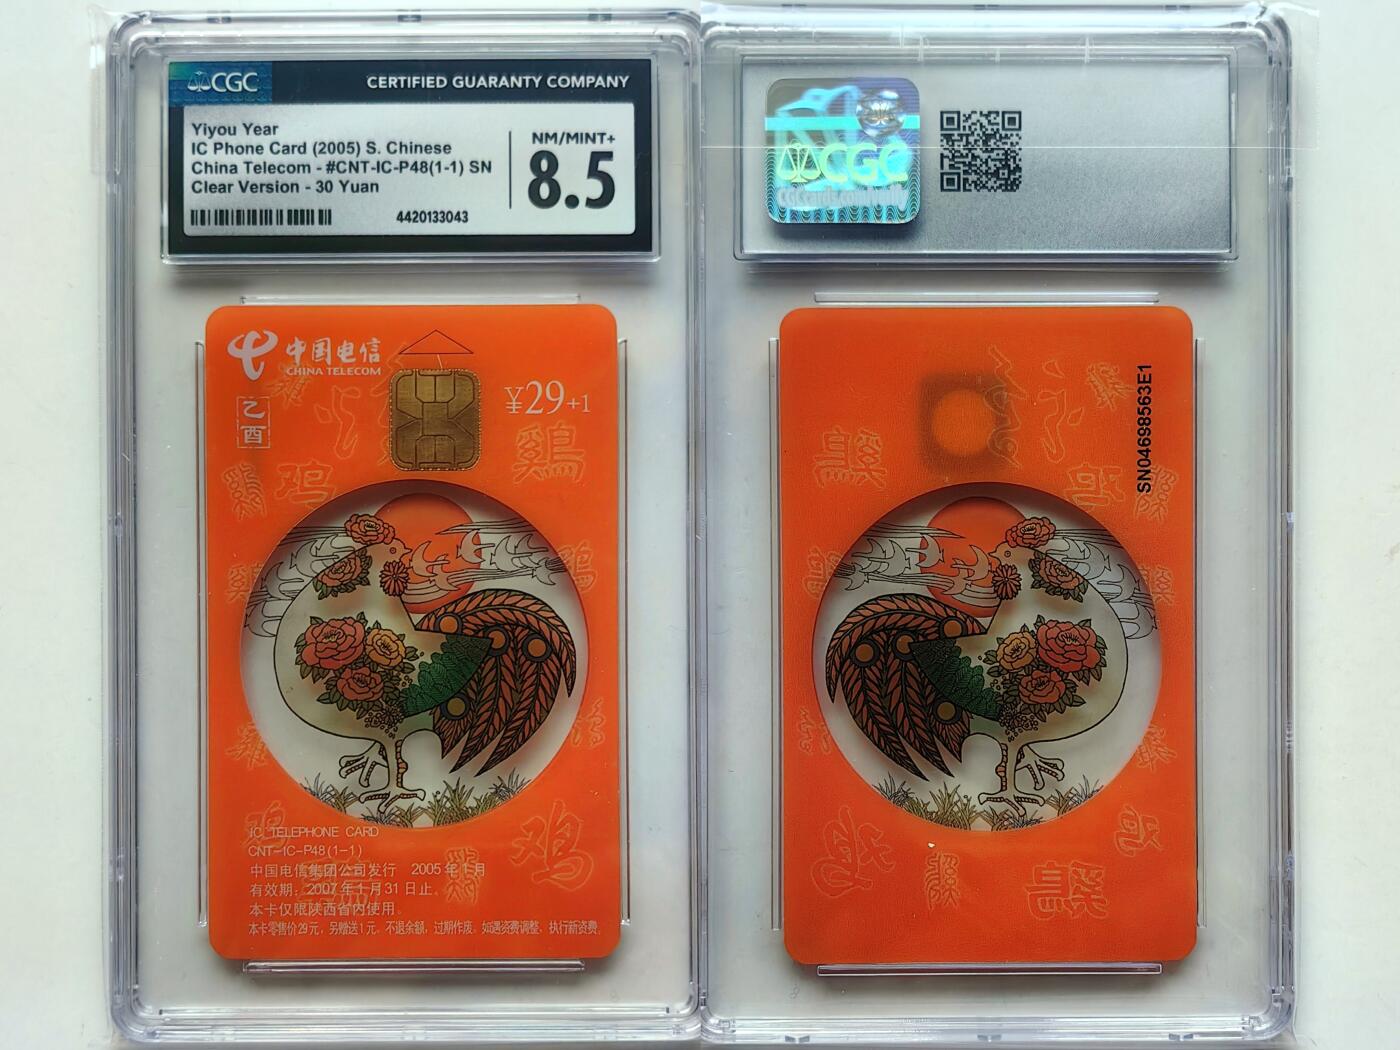 CGC
CERTIFIED GUARANTY COMPANY
Yiyou Year
IC Phone Card (2005) S. Chinese
China Telecom - #CNT-IC-P48(1-1) SN
Clear Version - 30 Yuan
4420133043
NM/MINT+
8.5
中国电信
CHINA TELECOM
乙酉
¥29+1
鷄
鸡
鸡
鸡
IC TELEPHONE CARD
CNT-IC-P48(1-1)
中国电信集团公司发行 2005年1月
有效期：2007年1月31日止。
本卡仅限陕西省内使用。
本卡零售价29元，另赠送1元，不退余额，过期作废。如遇资费调整，执行新资费。
CGC
SN04698563E1